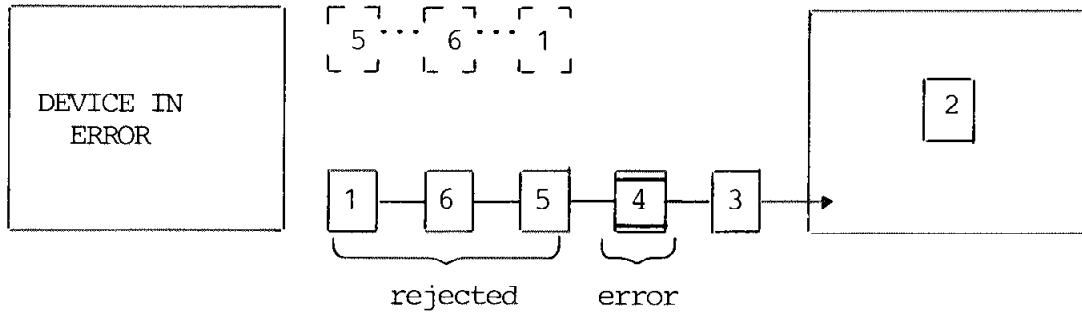 5 ... 6 ... 1
DEVICE IN
ERROR
2
1 6 5 4 3
rejected error